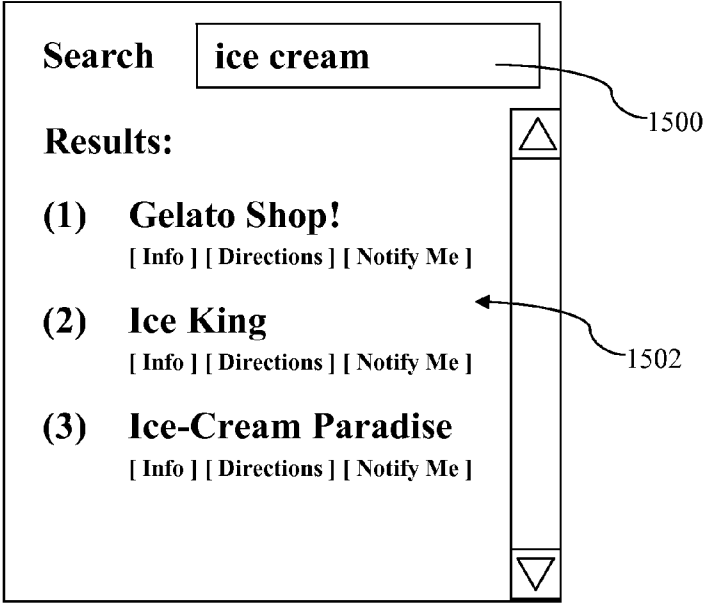 Search ice cream
1500
Results:
(1) Gelato Shop!
[ Info ] [ Directions ] [ Notify Me ]
(2) Ice King
1502
[ Info ] [ Directions ] [ Notify Me ]
(3) Ice-Cream Paradise
[ Info ] [ Directions ] [ Notify Me ]